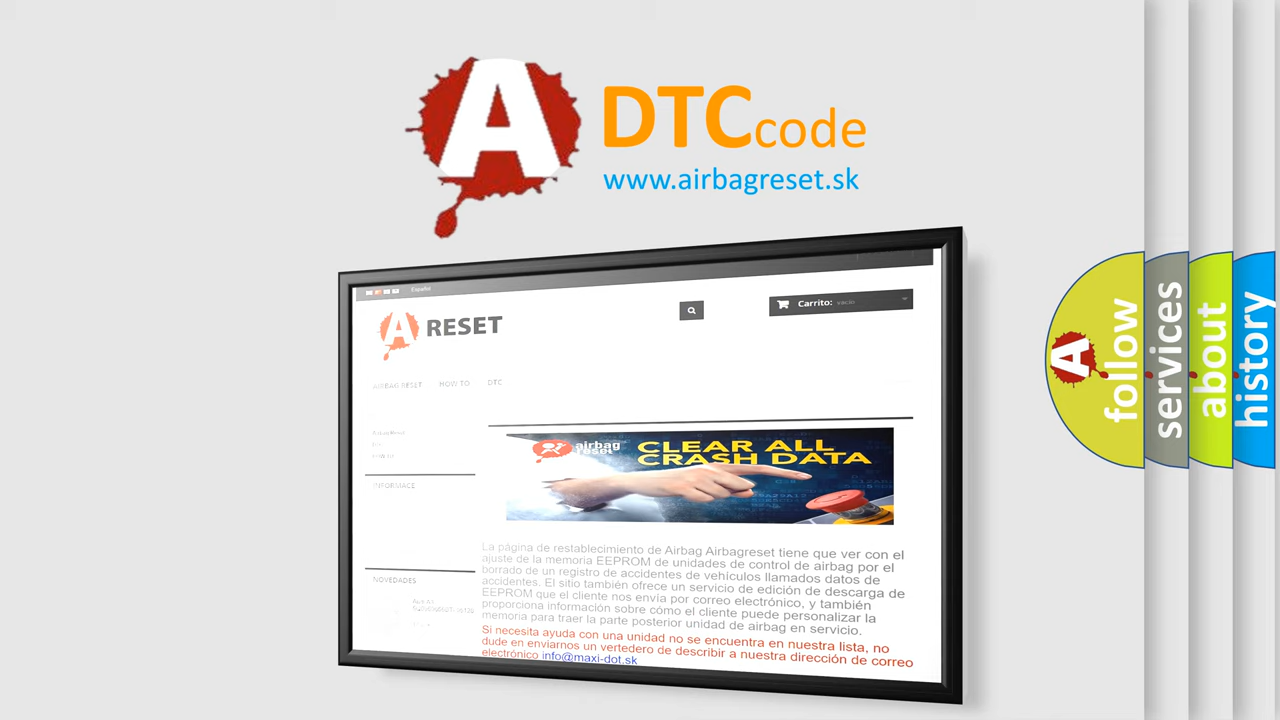 A
DTCcode
www.airbagreset.sk
Español
A RESET
Carrito: vacío
AIRBAG RESET HOW TO DTC
Airbag Reset
INFORMACE
airbag
reset
CLEAR ALL
CRASH DATA
La página de restablecimiento de Airbag Airbagreset tiene que ver con el
ajuste de la memoria EEPROM de unidades de control de airbag por el
borrado de un registro de accidentes de vehículos llamados datos de
accidentes. El sitio también ofrece un servicio de edición de descarga de
EEPROM que el cliente nos envía por correo electrónico, y también
proporciona información sobre cómo el cliente puede personalizar la
memoria para traer la parte posterior unidad de airbag en servicio.
Si necesita ayuda con una unidad no se encuentra en nuestra lista, no
dude en enviarnos un vertedero de describir a nuestra dirección de correo
electrónico info@maxi-dot.sk
NOVEDADES
A
follow
services
about
history